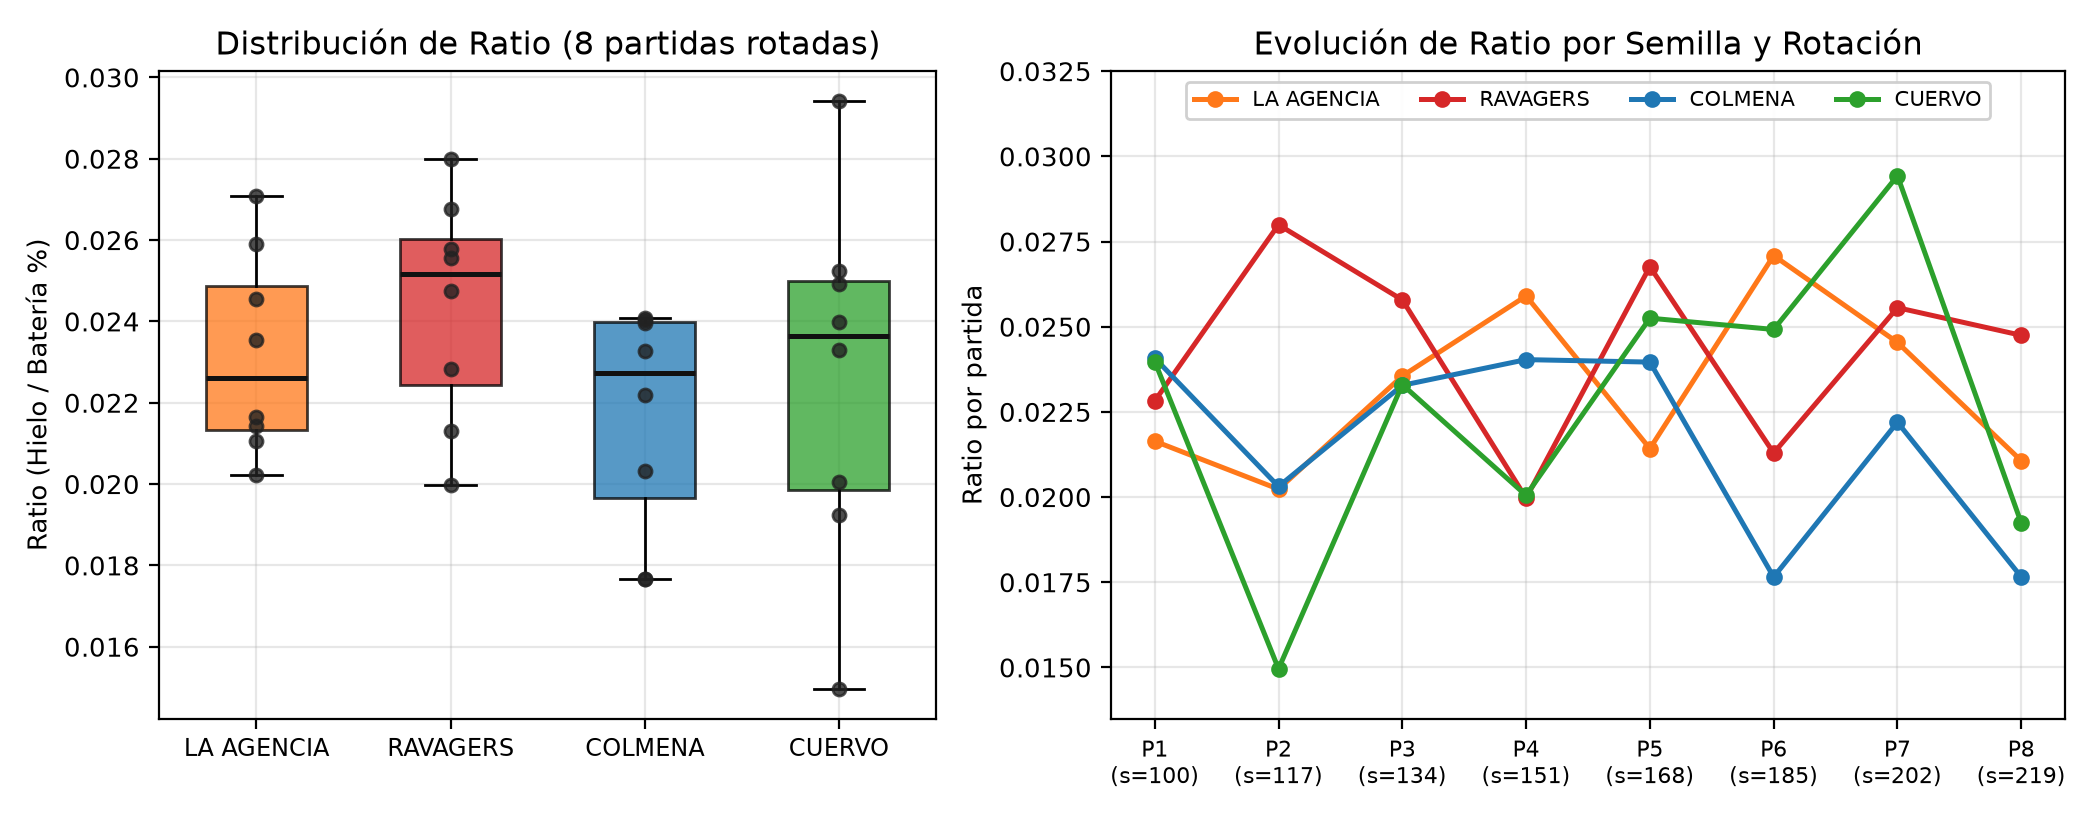 Distribución de Ratio (8 partidas rotadas)
Ratio (Hielo / Batería %)
0.030
0.028
0.026
0.024
0.022
0.020
0.018
0.016
LA AGENCIA RAVAGERS COLMENA CUERVO
Evolución de Ratio por Semilla y Rotación
LA AGENCIA RAVAGERS COLMENA CUERVO
Ratio por partida
0.0325
0.0300
0.0275
0.0250
0.0225
0.0200
0.0175
0.0150
P1 P2 P3 P4 P5 P6 P7 P8
(s=100) (s=117) (s=134) (s=151) (s=168) (s=185) (s=202) (s=219)